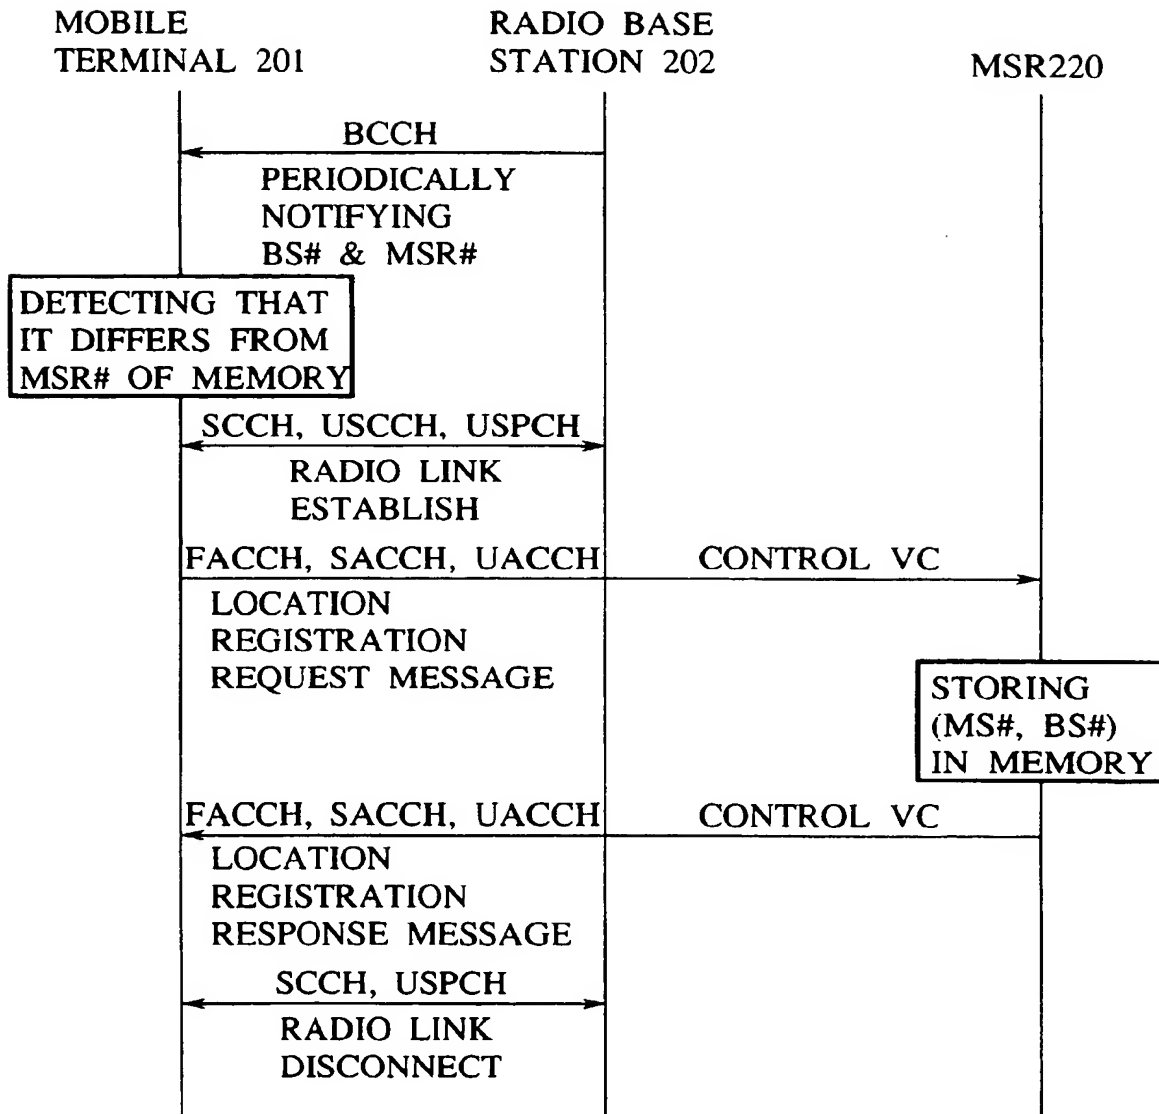 MOBILE
TERMINAL 201
RADIO BASE
STATION 202
MSR220
BCCH
PERIODICALLY
NOTIFYING
BS# & MSR#
DETECTING THAT
IT DIFFERS FROM
MSR# OF MEMORY
SCCH, USCCH, USPCH
RADIO LINK
ESTABLISH
FACCH, SACCH, UACCH
CONTROL VC
LOCATION
REGISTRATION
REQUEST MESSAGE
STORING
(MS#, BS#)
IN MEMORY
FACCH, SACCH, UACCH
CONTROL VC
LOCATION
REGISTRATION
RESPONSE MESSAGE
SCCH, USPCH
RADIO LINK
DISCONNECT